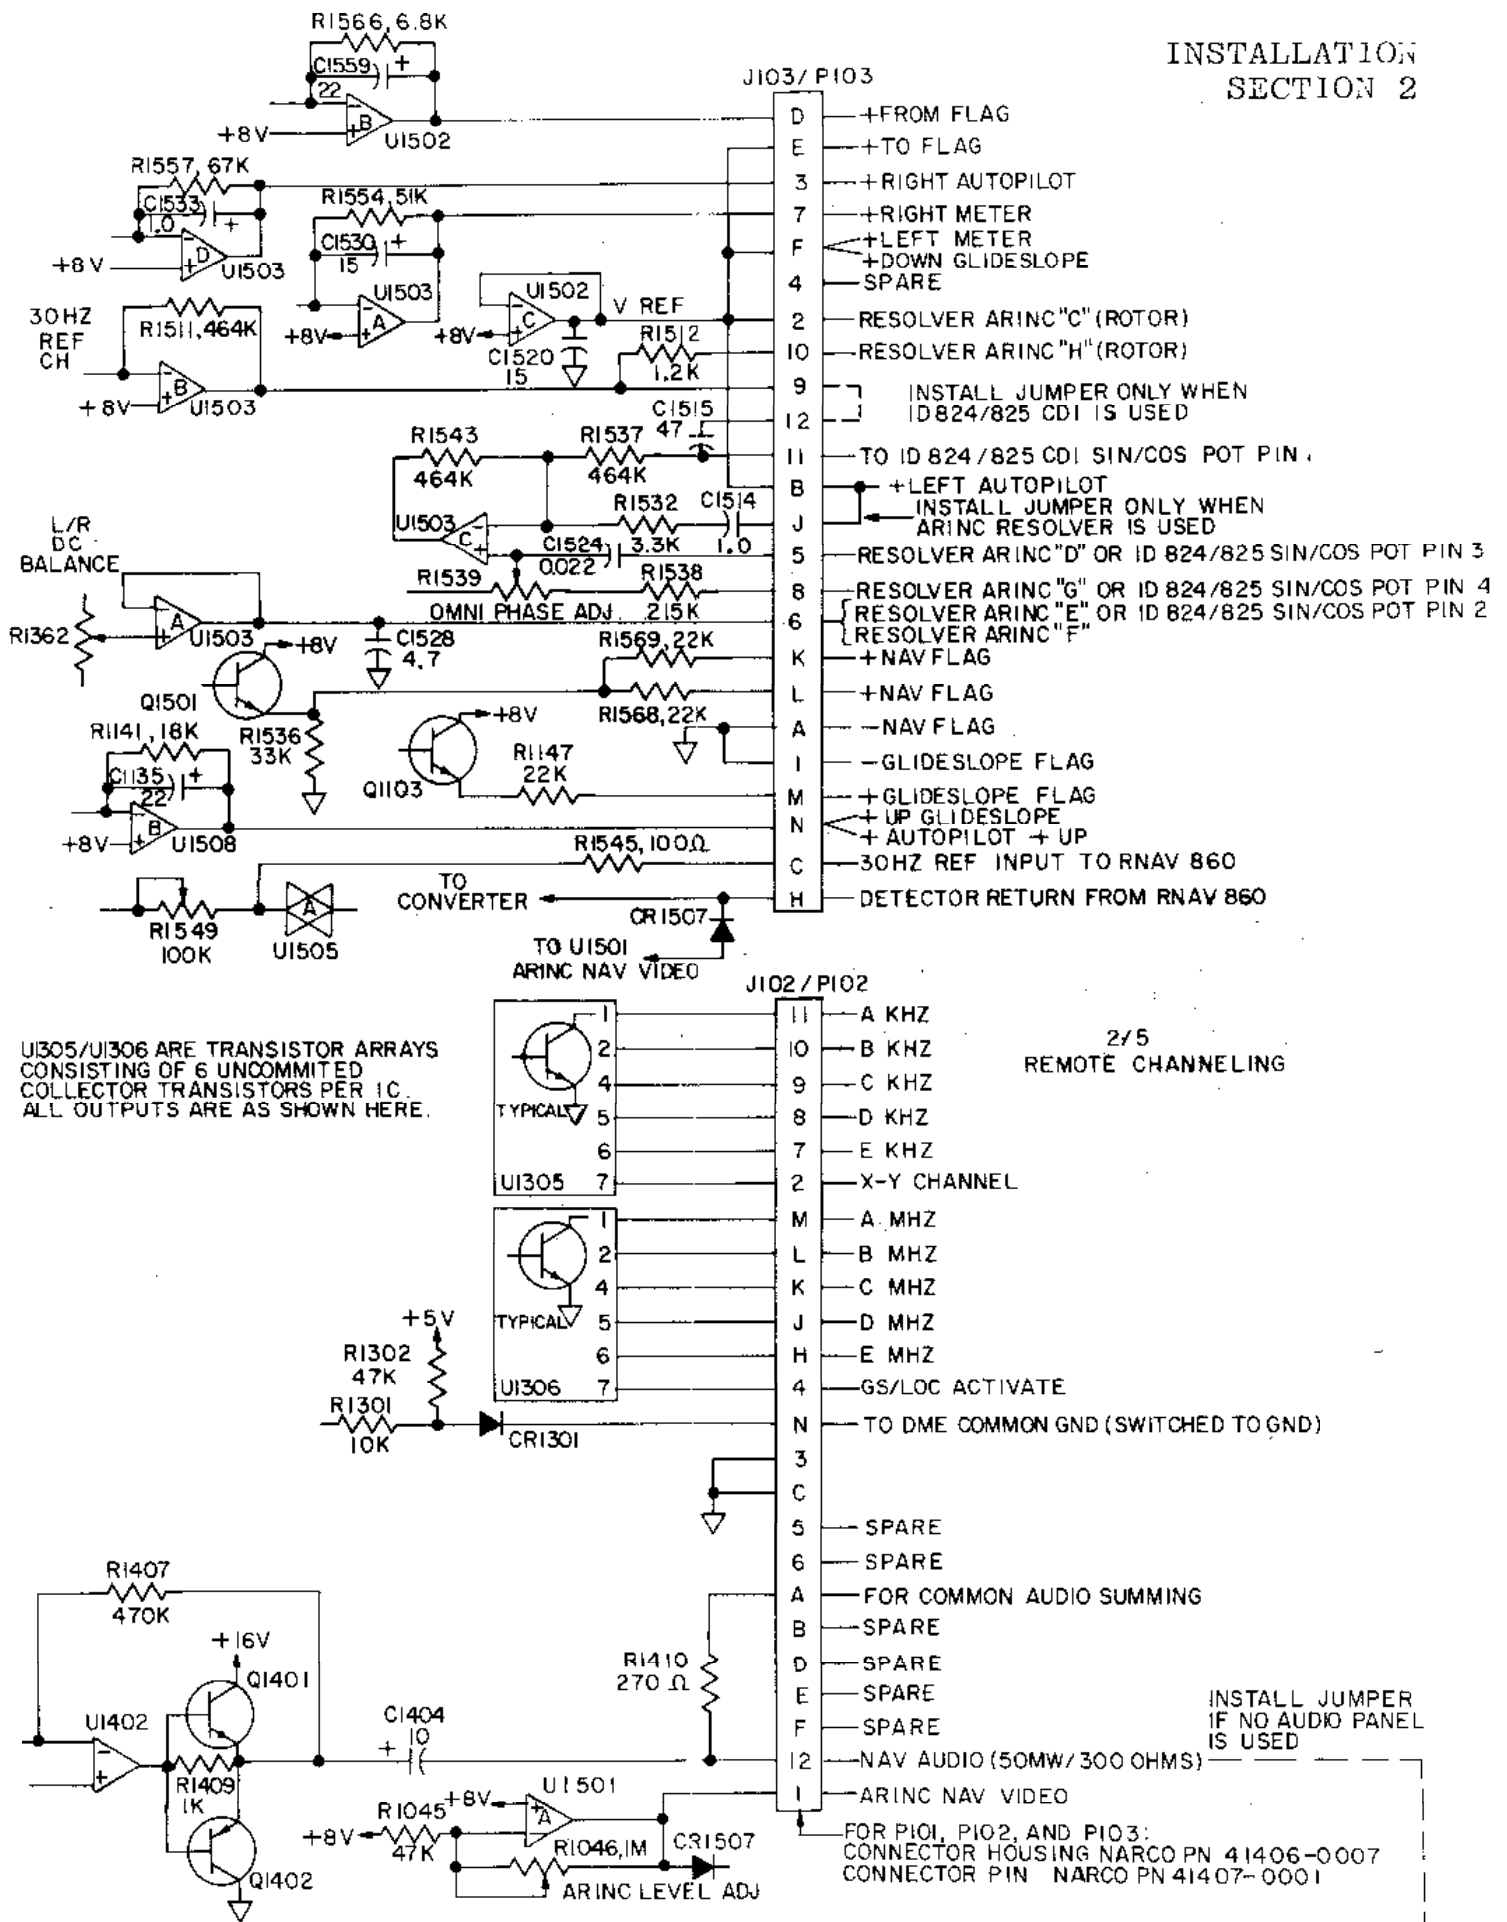 INSTALLATION
SECTION 2
R1566, 6.8K
C1559
+
22
-
+B
U1502
+8V
J103/P103
D +FROM FLAG
E +TO FLAG
3 +RIGHT AUTOPILOT
7 +RIGHT METER
F +LEFT METER
+DOWN GLIDESLOPE
4 SPARE
2 RESOLVER ARINC "C" (ROTOR)
10 RESOLVER ARINC "H" (ROTOR)
9
12
INSTALL JUMPER ONLY WHEN
ID824/825 CDI IS USED
11 TO ID 824/825 CDI SIN/COS POT PIN
B +LEFT AUTOPILOT
J
INSTALL JUMPER ONLY WHEN
ARINC RESOLVER IS USED
5 RESOLVER ARINC "D" OR ID 824/825 SIN/COS POT PIN 3
8 RESOLVER ARINC "G" OR ID 824/825 SIN/COS POT PIN 4
6 RESOLVER ARINC "E" OR ID 824/825 SIN/COS POT PIN 2
RESOLVER ARINC "F"
K +NAV FLAG
L +NAV FLAG
A -NAV FLAG
1 -GLIDESLOPE FLAG
M +GLIDESLOPE FLAG
N + UP GLIDESLOPE
+ AUTOPILOT + UP
C 30HZ REF INPUT TO RNAV 860
H DETECTOR RETURN FROM RNAV 860
R1557, 67K
C1533
1.0 +
-
+D
U1503
+8V
R1554, 51K
C1530 +
15
-
+A
U1503
+8V
U1502
-
+C
+8V
V REF
C1520
15
R1512
1.2K
30HZ
REF
CH
R1511, 464K
-
+B
U1503
+8V
C1515
47
R1543
464K
R1537
464K
U1503
-
C+
R1532
3.3K
C1514
1.0
C1524
0.022
R1539
OMNI PHASE ADJ.
R1538
215K
L/R
DC
BALANCE
R1362
-
+A
U1503
C1528
4.7
+8V
Q1501
R1569, 22K
R1568, 22K
R1536
33K
+8V
Q1103
R1147
22K
R1141, 18K
C1135 +
22
-
+B
U1508
+8V
R1545, 100Ω
R1549
100K
A
U1505
TO
CONVERTER
CR1507
TO U1501
ARINC NAV VIDEO
J102/P102
U1305/U1306 ARE TRANSISTOR ARRAYS
CONSISTING OF 6 UNCOMMITED
COLLECTOR TRANSISTORS PER IC.
ALL OUTPUTS ARE AS SHOWN HERE.
2/5
REMOTE CHANNELING
1 11 A KHZ
2 10 B KHZ
4 9 C KHZ
TYPICAL 5 8 D KHZ
6 7 E KHZ
U1305 7 2 X-Y CHANNEL
1 M A MHZ
2 L B MHZ
4 K C MHZ
TYPICAL 5 J D MHZ
6 H E MHZ
U1306 7 4 GS/LOC ACTIVATE
+5V
R1302
47K
R1301
10K
CR1301
N TO DME COMMON GND (SWITCHED TO GND)
3
C
5 SPARE
6 SPARE
A FOR COMMON AUDIO SUMMING
B SPARE
D SPARE
E SPARE
F SPARE
12 NAV AUDIO (50MW/300 OHMS)
1 ARINC NAV VIDEO
INSTALL JUMPER
IF NO AUDIO PANEL
IS USED
R1407
470K
+16V
Q1401
U1402
-
+
R1409
1K
Q1402
C1404
+ 10
R1410
270 Ω
U1501
+8V
+A
-
R1045
+8V
47K
R1046, 1M
CR1507
ARINC LEVEL ADJ
FOR P101, P102, AND P103:
CONNECTOR HOUSING NARCO PN 41406-0007
CONNECTOR PIN NARCO PN 41407-0001